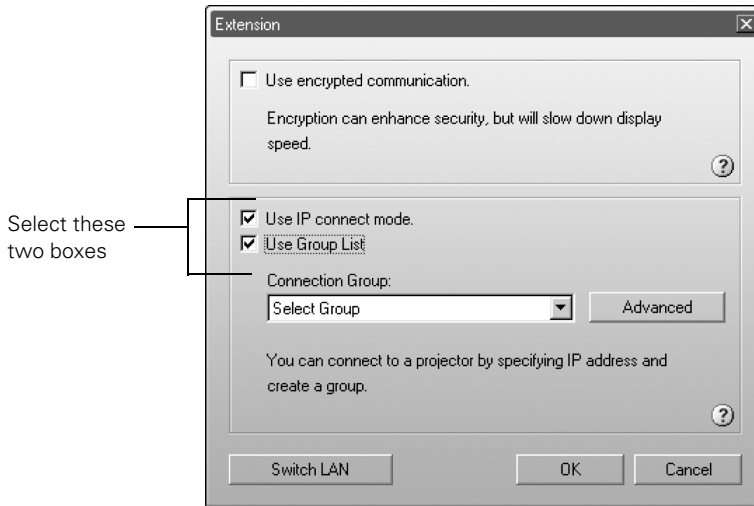 Extension
Use encrypted communication.
Encryption can enhance security, but will slow down display
speed.
?
Select these
two boxes
Use IP connect mode.
Use Group List
Connection Group:
Select Group
Advanced
You can connect to a projector by specifying IP address and
create a group.
?
Switch LAN
OK
Cancel